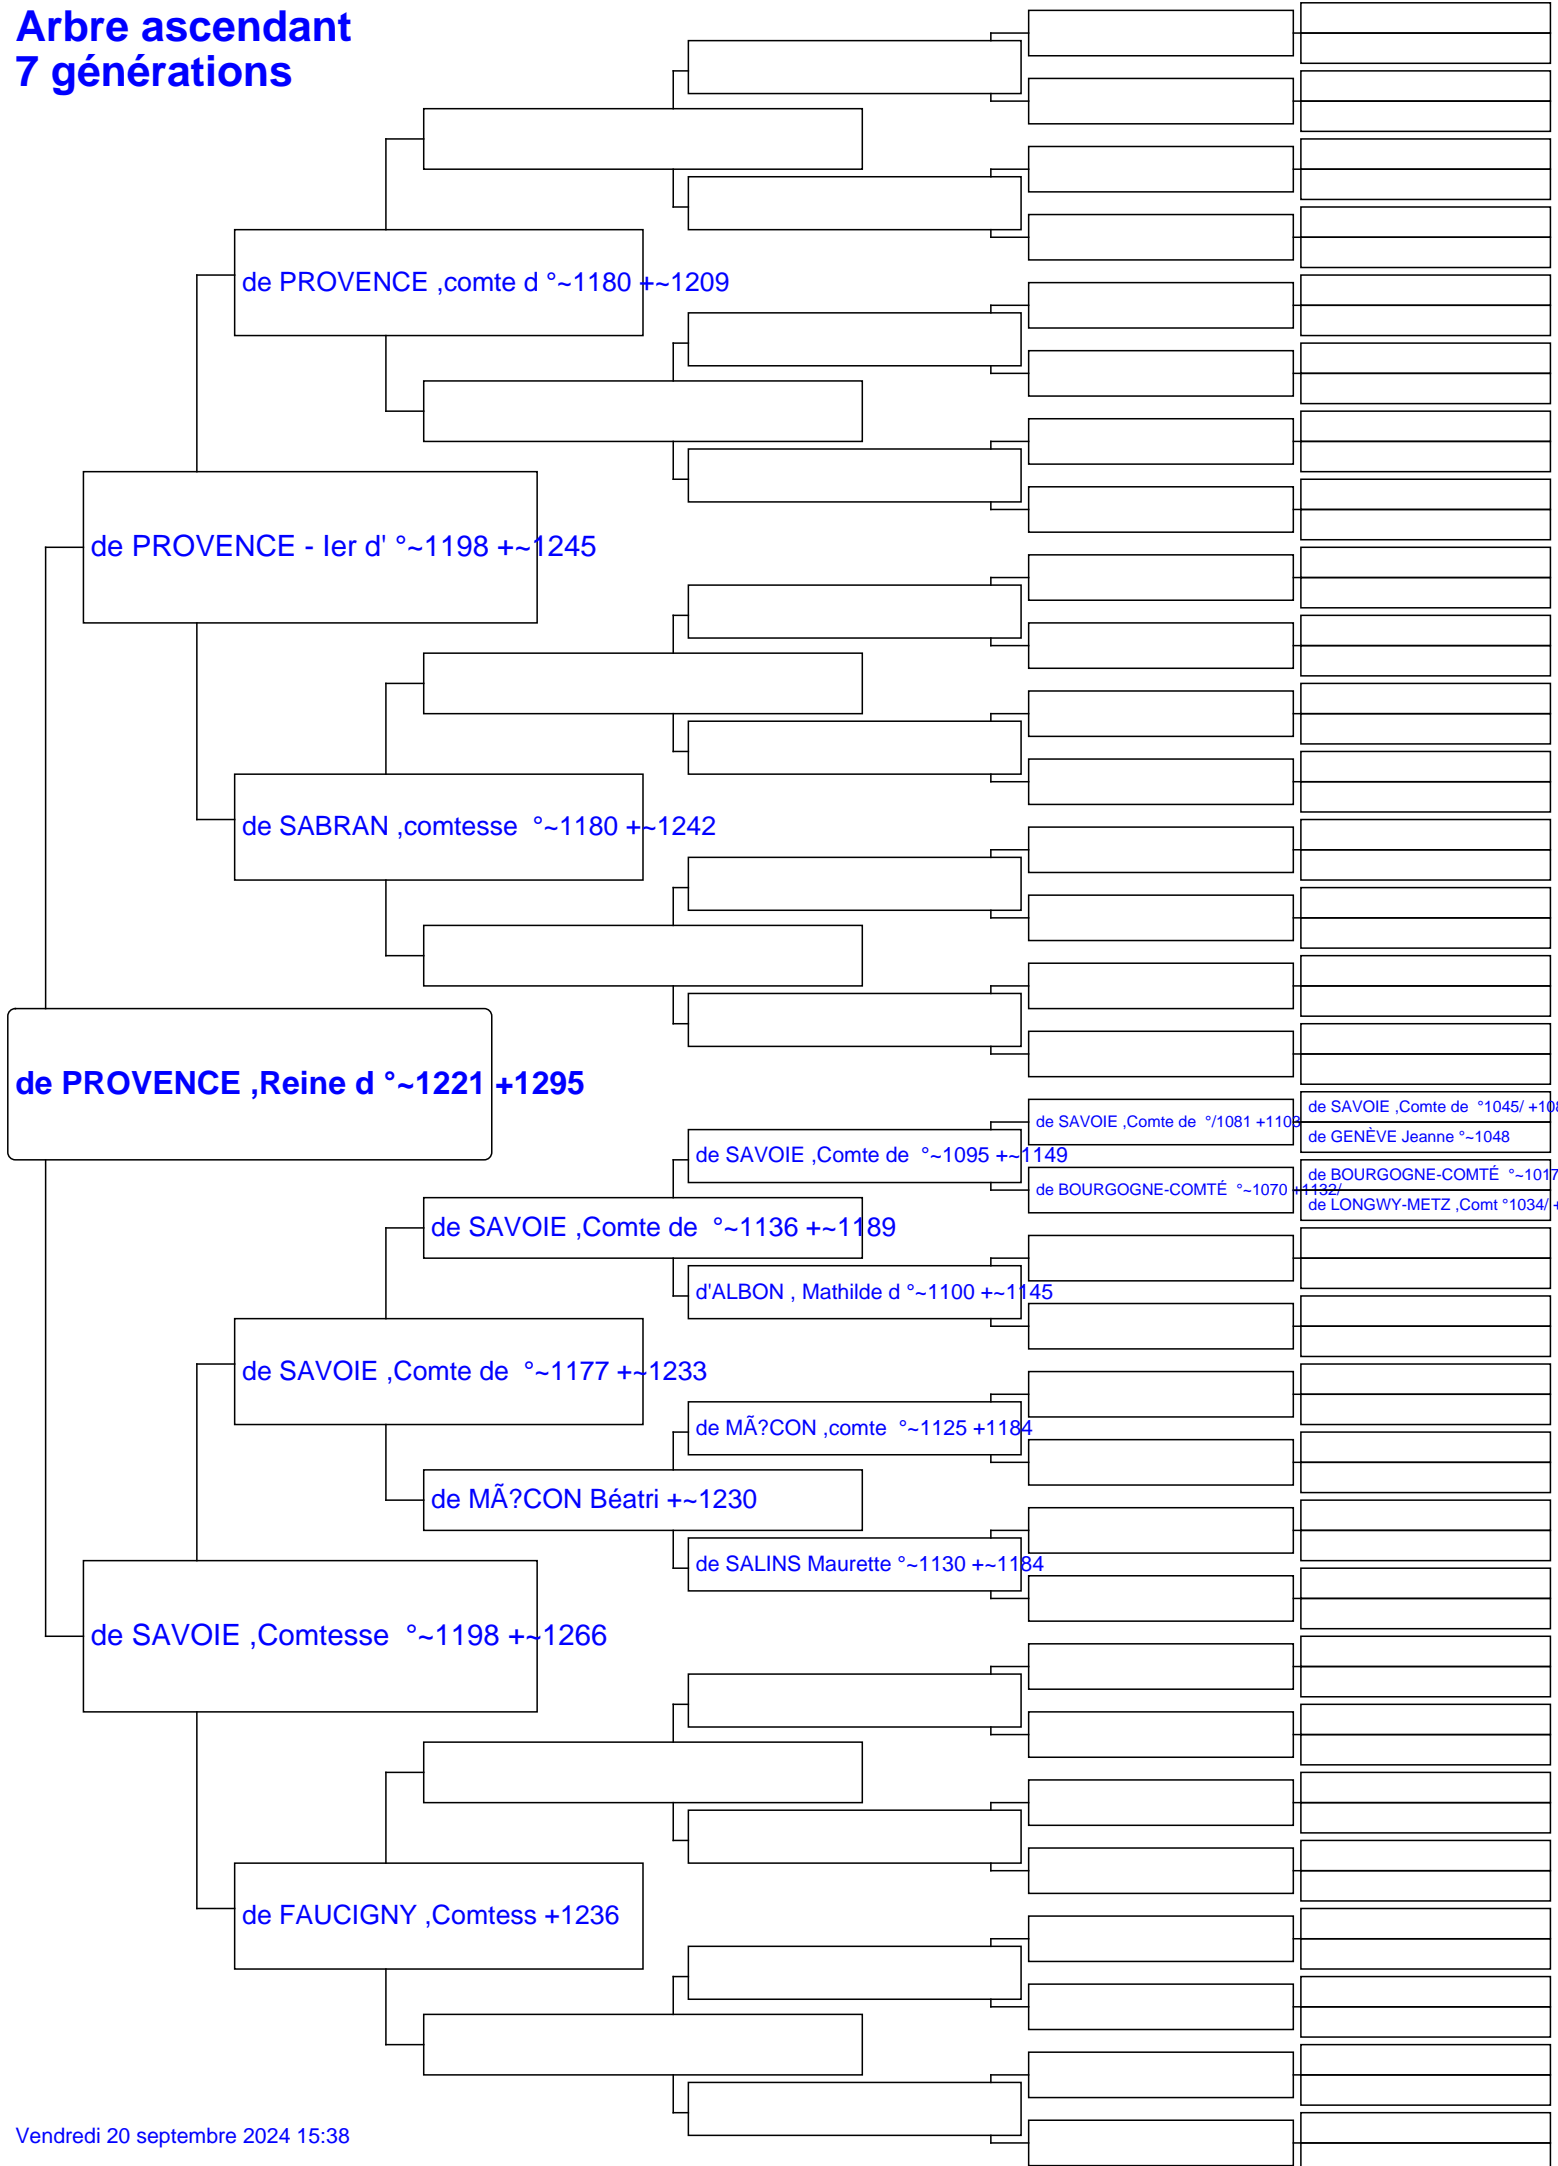 Arbre ascendant
7 générations
de PROVENCE ,comte d °~1180 +~1209
de PROVENCE - Ier d' °~1198 +~1245
de SABRAN ,comtesse  °~1180 +~1242
de PROVENCE ,Reine d °~1221 +1295
de SAVOIE ,Comte de  °1045/ +108
de SAVOIE ,Comte de  °/1081 +1103
de GENÈVE Jeanne °~1048
de SAVOIE ,Comte de  °~1095 +~1149
de BOURGOGNE-COMTÉ  °~1017
de BOURGOGNE-COMTÉ  °~1070 +1132/
de LONGWY-METZ ,Comt °1034/ +
de SAVOIE ,Comte de  °~1136 +~1189
d'ALBON , Mathilde d °~1100 +~1145
de SAVOIE ,Comte de  °~1177 +~1233
de MÃ?CON ,comte  °~1125 +1184
de MÃ?CON Béatri +~1230
de SALINS Maurette °~1130 +~1184
de SAVOIE ,Comtesse  °~1198 +~1266
de FAUCIGNY ,Comtess +1236
Vendredi 20 septembre 2024 15:38